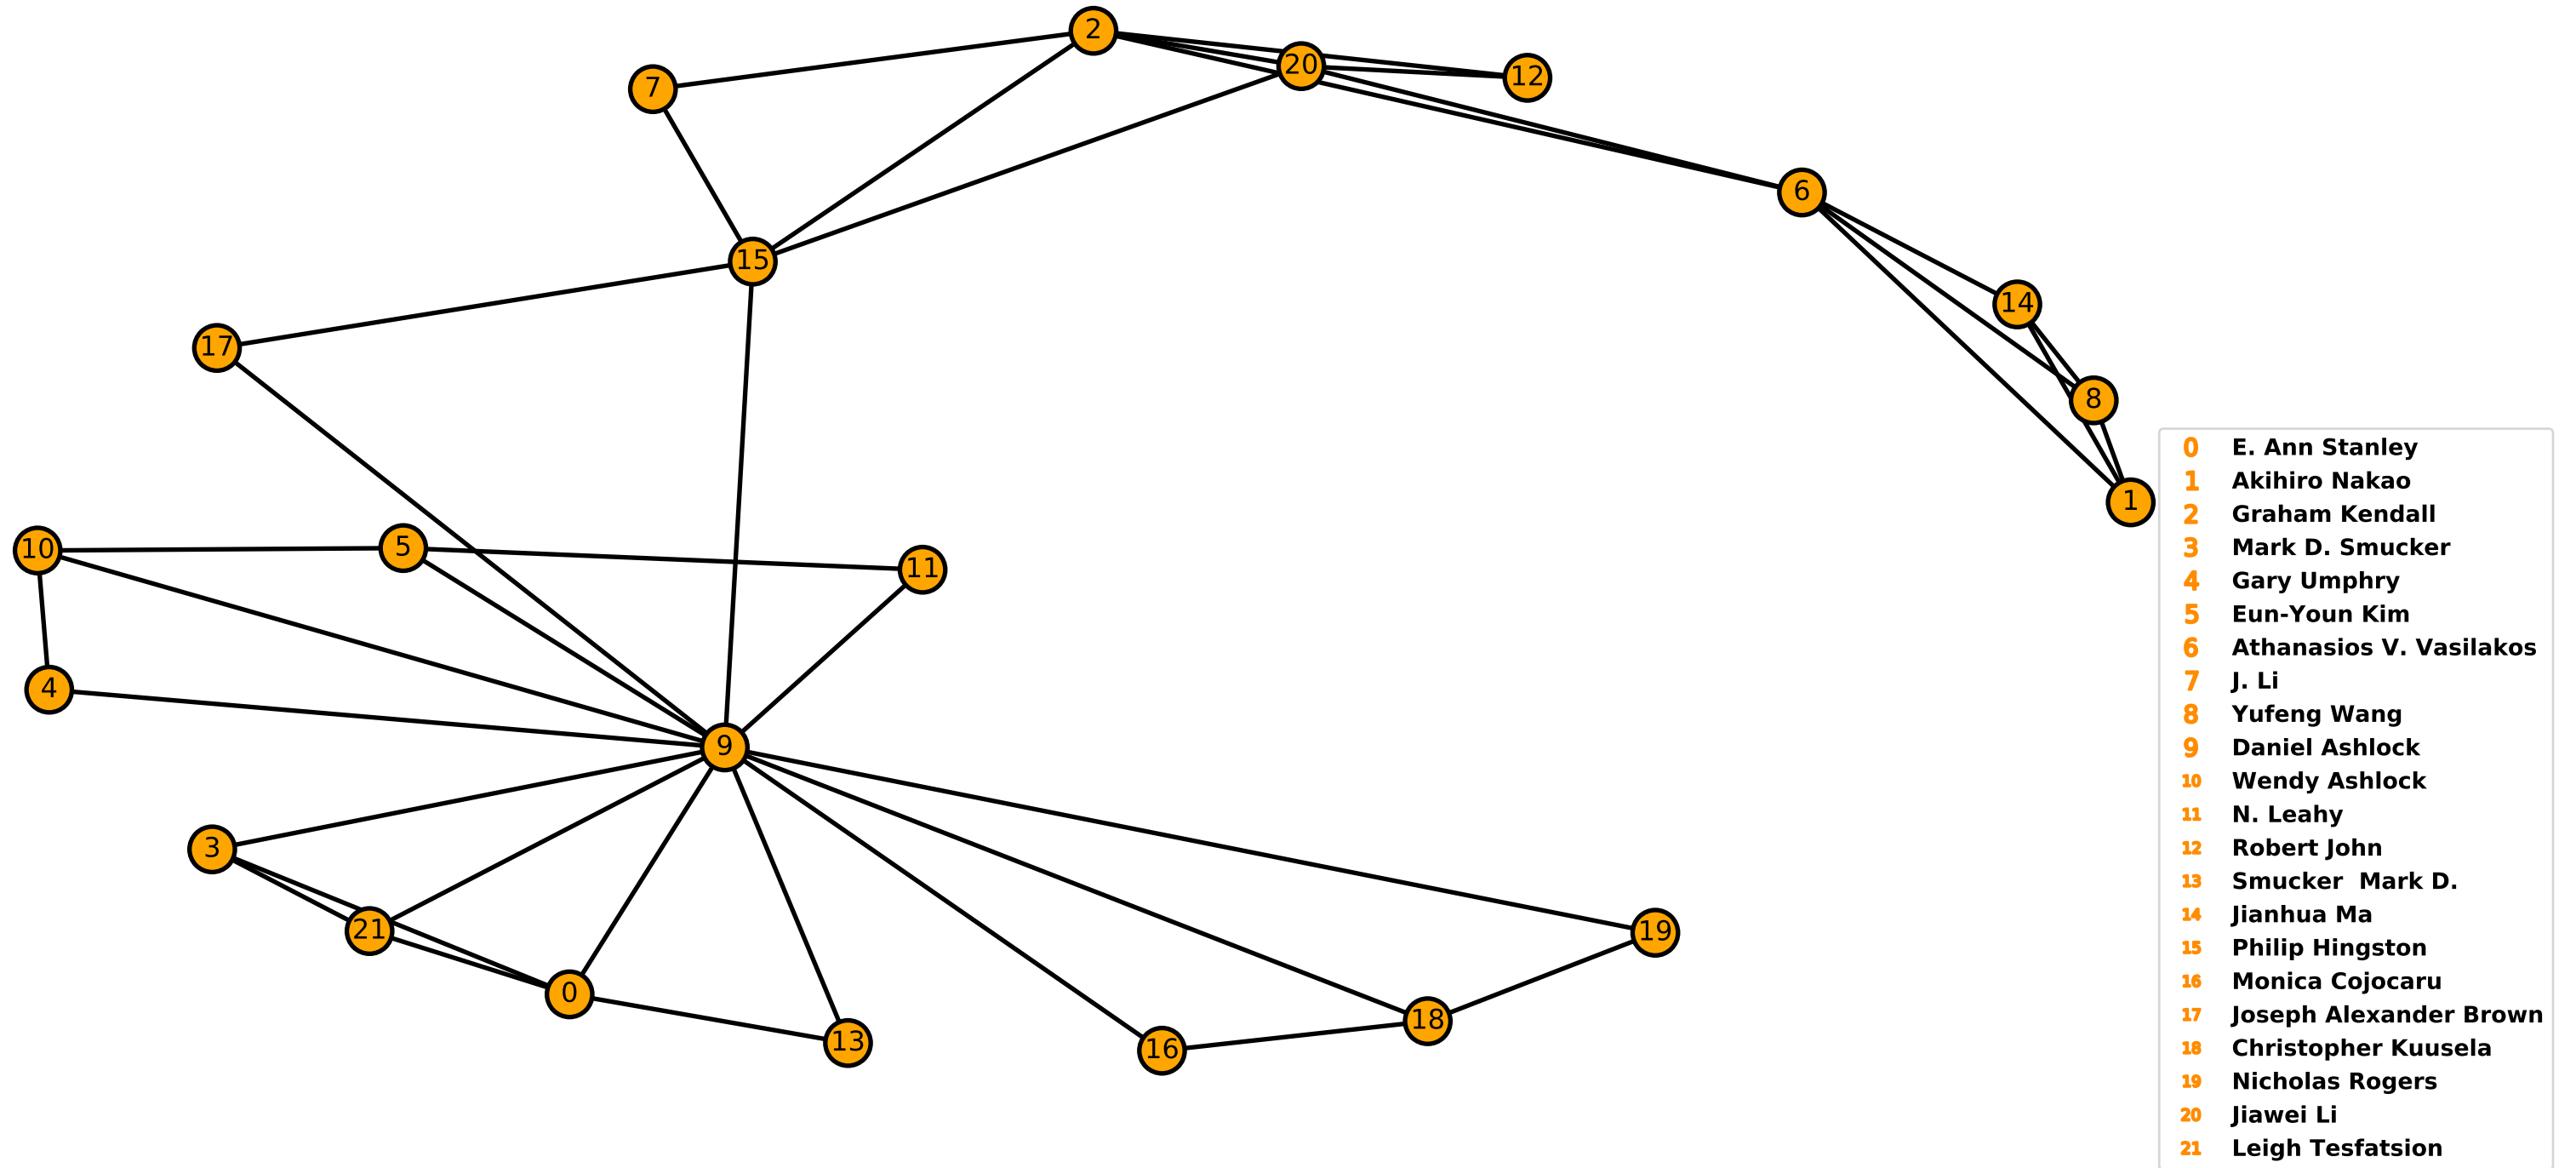 2
20
12
7
6
15
14
17
8
1
10
5
11
4
9
3
21
19
0
18
13
16
0 E. Ann Stanley
1 Akihiro Nakao
2 Graham Kendall
3 Mark D. Smucker
4 Gary Umphry
5 Eun-Youn Kim
6 Athanasios V. Vasilakos
7 J. Li
8 Yufeng Wang
9 Daniel Ashlock
10 Wendy Ashlock
11 N. Leahy
12 Robert John
13 Smucker  Mark D.
14 Jianhua Ma
15 Philip Hingston
16 Monica Cojocaru
17 Joseph Alexander Brown
18 Christopher Kuusela
19 Nicholas Rogers
20 Jiawei Li
21 Leigh Tesfatsion